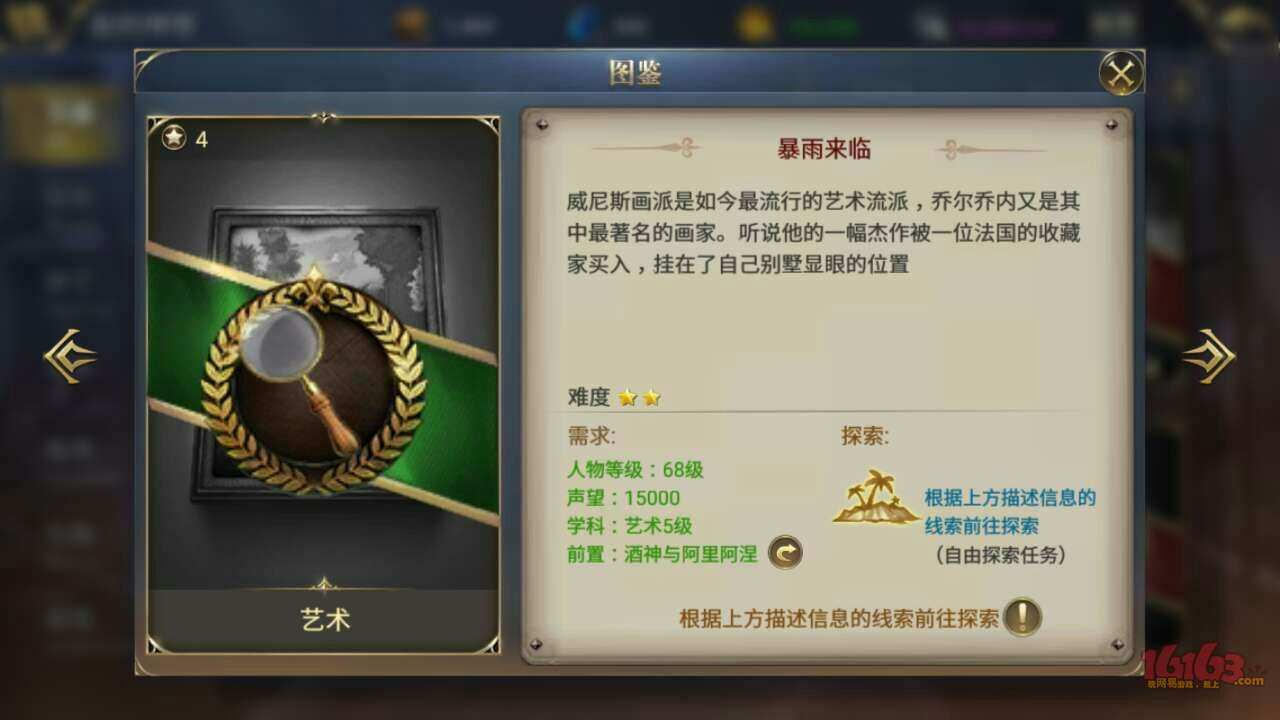 图鉴
4
艺术
暴雨来临
威尼斯画派是如今最流行的艺术流派，乔尔乔内又是其
中最著名的画家。听说他的一幅杰作被一位法国的收藏
家买入，挂在了自己别墅显眼的位置
难度
需求:
人物等级：68级
声望：15000
学科：艺术5级
前置：酒神与阿里阿涅
探索:
根据上方描述信息的
线索前往探索
（自由探索任务）
根据上方描述信息的线索前往探索
16163
.com